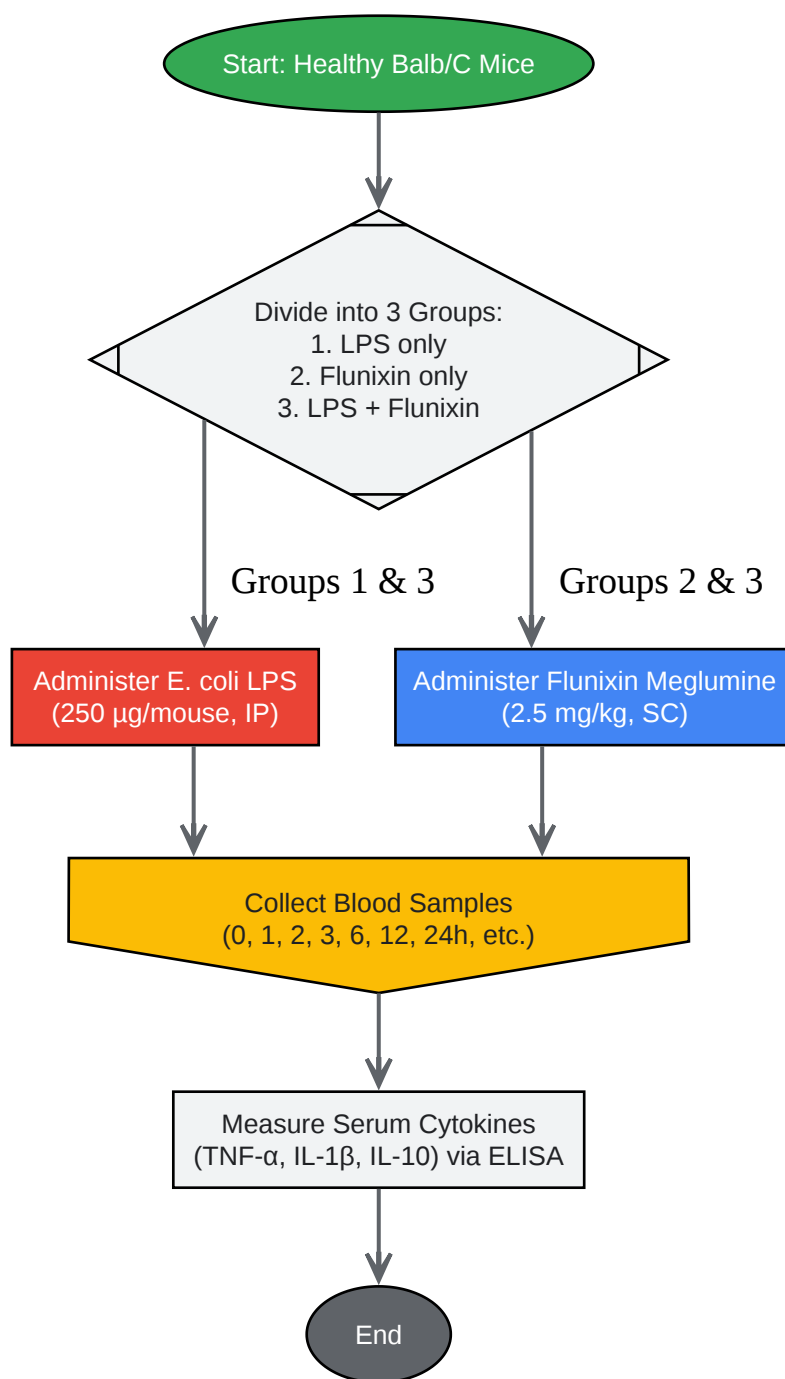 Start: Healthy Balb/C Mice
Divide into 3 Groups:
1. LPS only
2. Flunixin only
3. LPS + Flunixin
Groups 1 & 3
Groups 2 & 3
Administer E. coli LPS
(250 µg/mouse, IP)
Administer Flunixin Meglumine
(2.5 mg/kg, SC)
Collect Blood Samples
(0, 1, 2, 3, 6, 12, 24h, etc.)
Measure Serum Cytokines
(TNF-α, IL-1β, IL-10) via ELISA
End